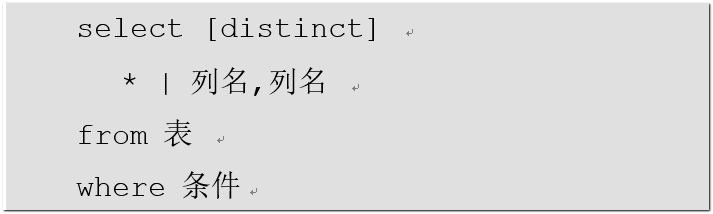 select [distinct]
* | 列名,列名
from 表
where 条件